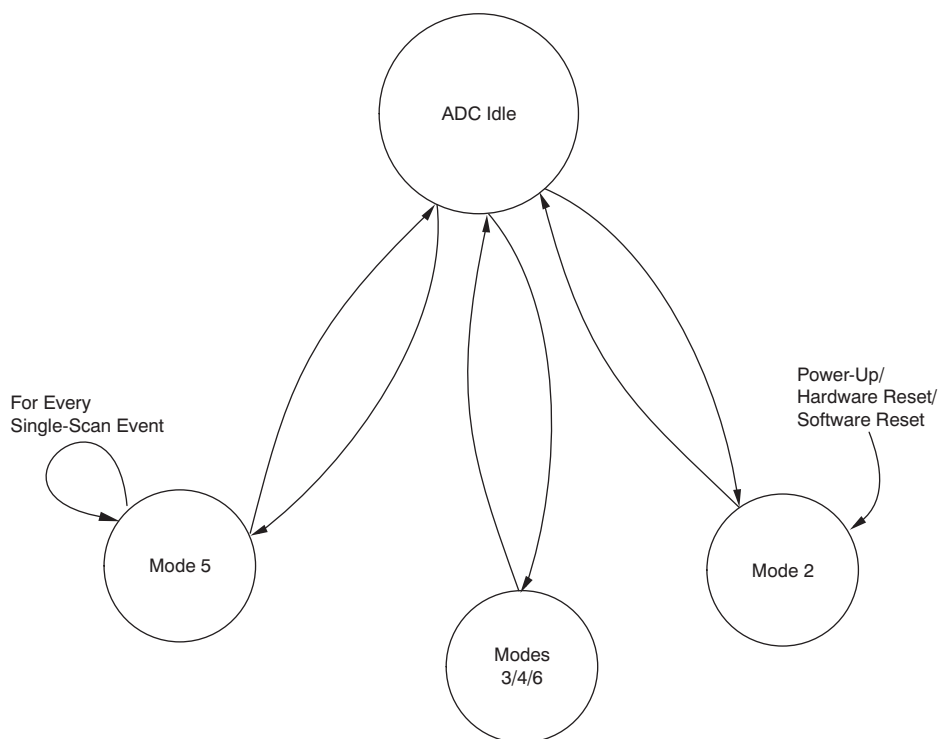 ADC Idle
For Every
Single-Scan Event
Power-Up/
Hardware Reset/
Software Reset
Mode 5
Mode 2
Modes
3/4/6